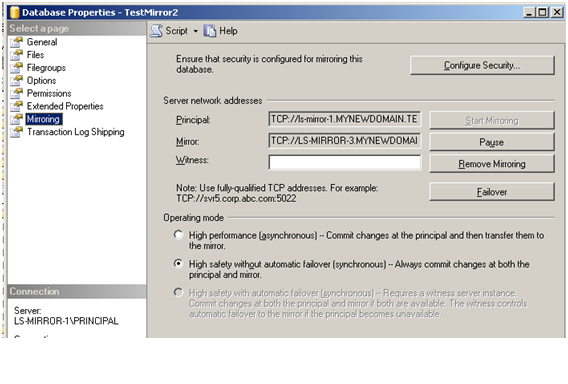 Database Properties - TestMirror2
Select a page
General
Files
Filegroups
Options
Permissions
Extended Properties
Mirroring
Transaction Log Shipping
Connection
Server:
LS-MIRROR-1\PRINCIPAL
Script Help
Ensure that security is configured for mirroring this
database.
Configure Security...
Server network addresses
Principal: TCP://ls-mirror-1.MYNEWDOMAIN.TE Start Mirroring
Mirror: TCP://LS-MIRROR-3.MYNEWDOMAI Pause
Witness: Remove Mirroring
Note: Use fully-qualified TCP addresses. For example:
TCP://svr5.corp.abc.com:5022
Failover
Operating mode
High performance (asynchronous) -- Commit changes at the principal and then transfer them to
the mirror.
High safety without automatic failover (synchronous) -- Always commit changes at both the
principal and mirror.
High safety with automatic failover (synchronous) -- Requires a witness server instance.
Commit changes at both the principal and mirror if both are available. The witness controls
automatic failover to the mirror if the principal becomes unavailable.